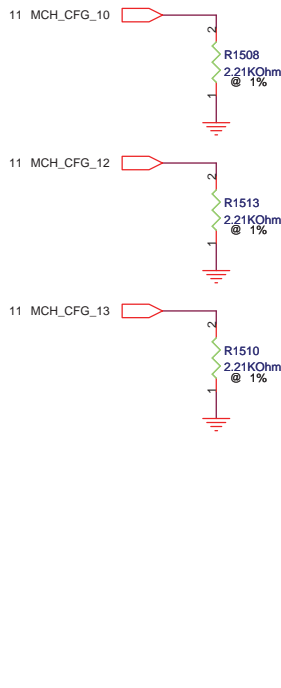 11 MCH_CFG_10
2
R1508
2.21KOhm
@ 1%
1
11 MCH_CFG_12
2
R1513
2.21KOhm
@ 1%
1
11 MCH_CFG_13
2
R1510
2.21KOhm
@ 1%
1